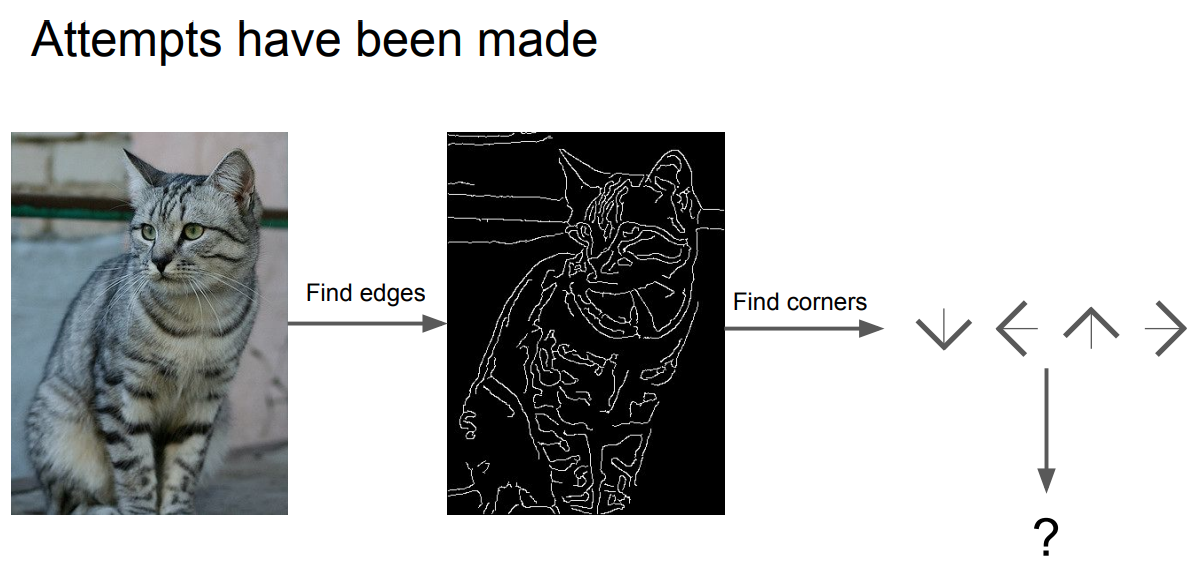 Attempts have been made
Find edges
Find corners
?